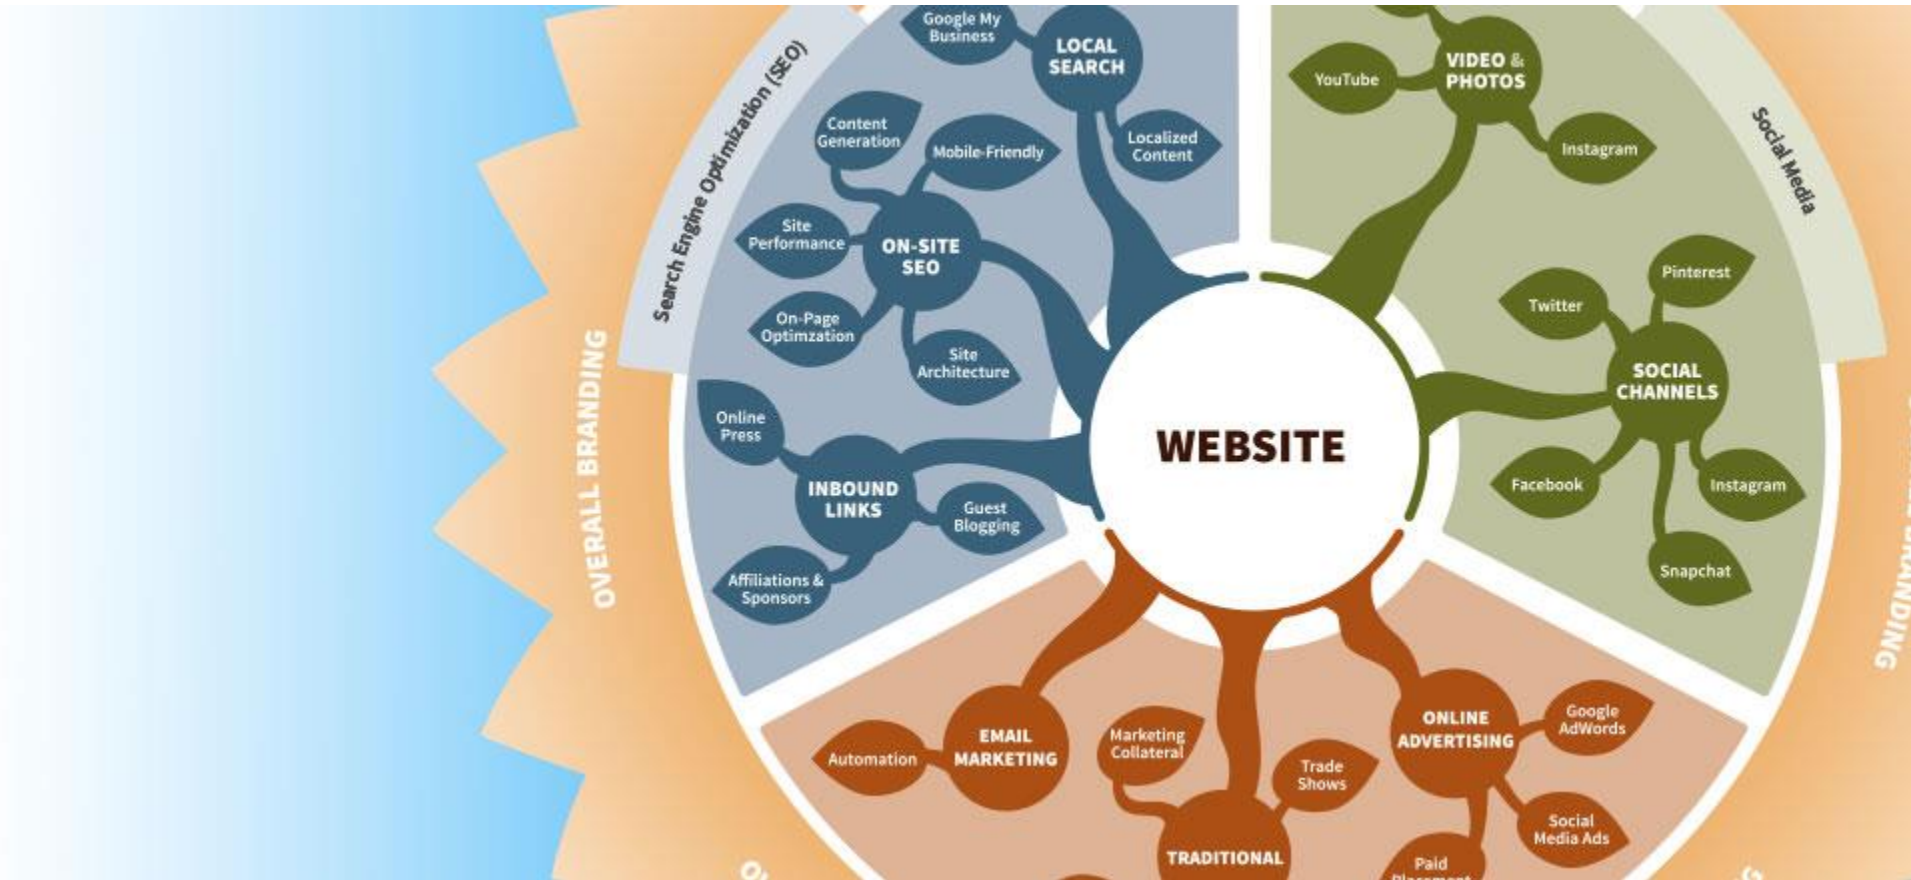 Search Engine Optimization (SEO)
Google My
Business
LOCAL
SEARCH
Localized
Content
Content
Generation
Mobile-Friendly
Site
Performance
ON-SITE
SEO
On-Page
Optimzation
Site
Architecture
Online
Press
INBOUND
LINKS
Guest
Blogging
Affiliations &
Sponsors
OVERALL BRANDING
WEBSITE
VIDEO &
PHOTOS
YouTube
Instagram
Social Media
Pinterest
Twitter
SOCIAL
CHANNELS
Facebook
Instagram
Snapchat
BRANDING
EMAIL
MARKETING
Automation
Marketing
Collateral
Trade
Shows
TRADITIONAL
ONLINE
ADVERTISING
Google
AdWords
Social
Media Ads
Paid
Placement